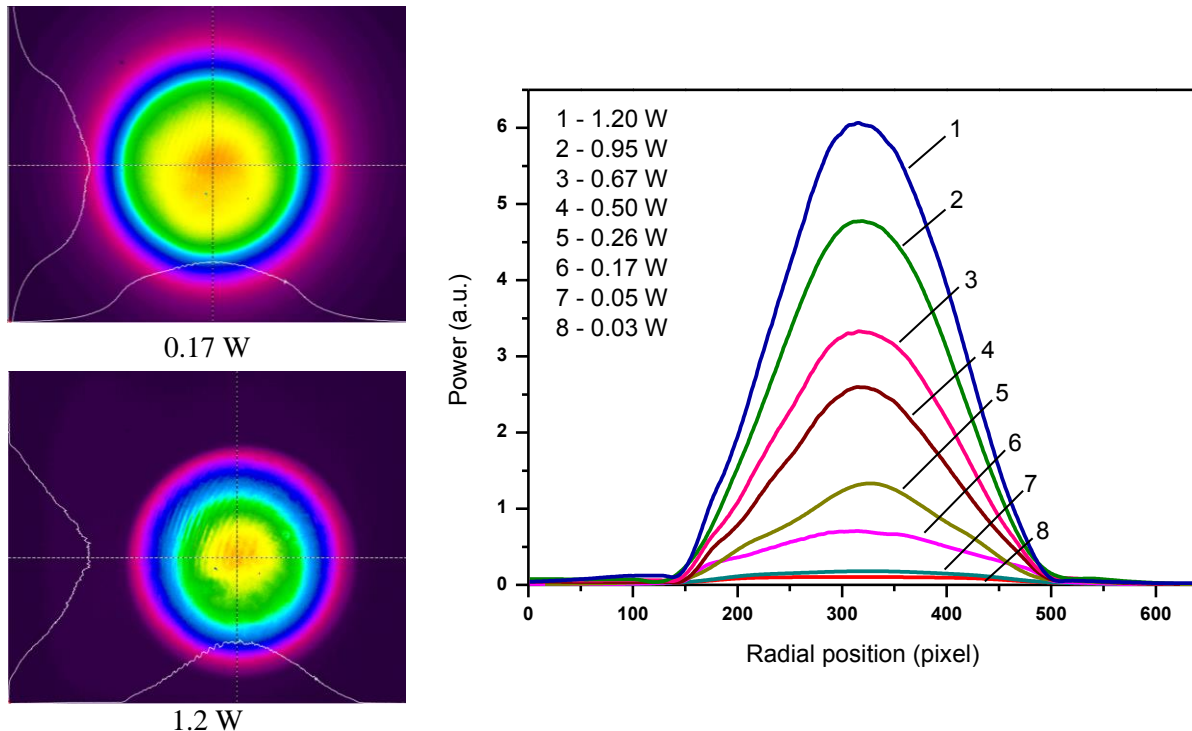 0.17 W
1.2 W
1 - 1.20 W
2 - 0.95 W
3 - 0.67 W
4 - 0.50 W
5 - 0.26 W
6 - 0.17 W
7 - 0.05 W
8 - 0.03 W
1
2
3
4
5
6
7
8
Power (a.u.)
6
5
4
3
2
1
0
0 100 200 300 400 500 600
Radial position (pixel)